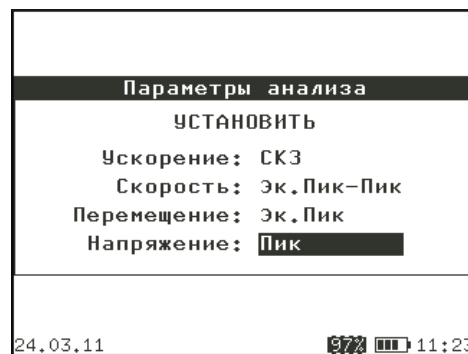 Параметры анализа
УСТАНОВИТЬ
Ускорение: СКЗ
Скорость: Эк.Пик-Пик
Перемещение: Эк.Пик
Напряжение: Пик
24.03.11 97% 11:23